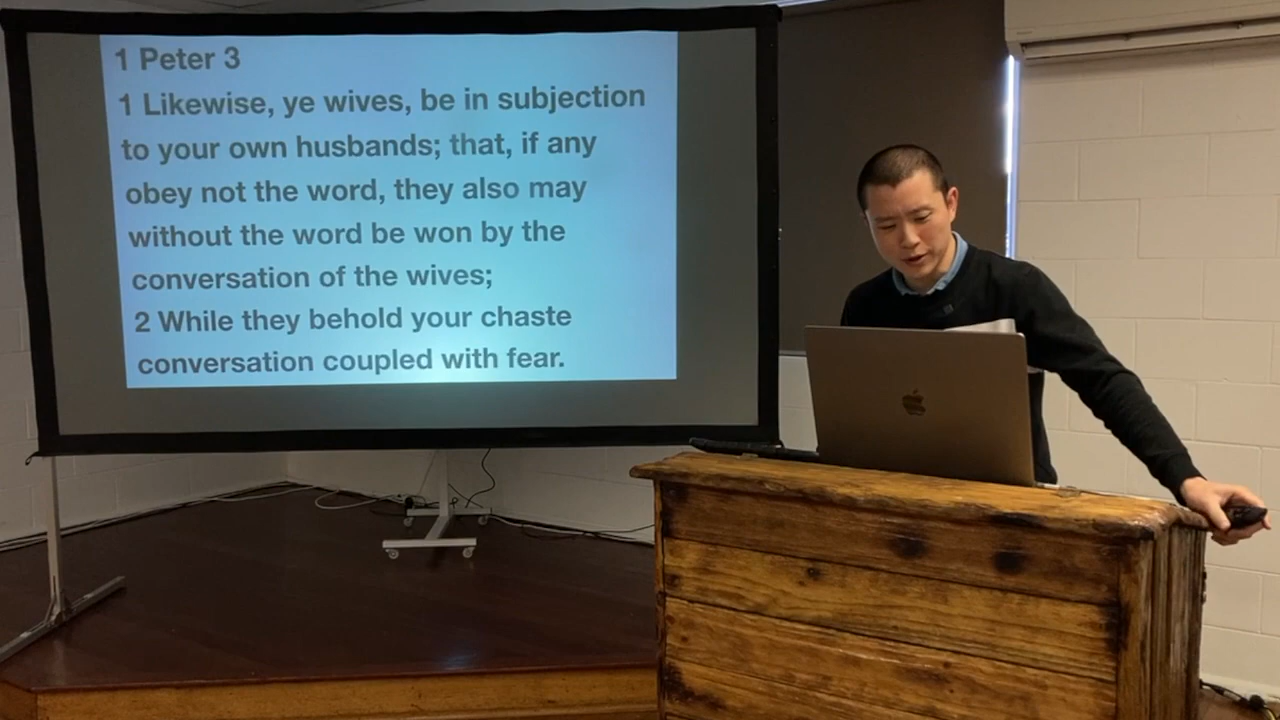 1 Peter 3
1 Likewise, ye wives, be in subjection
to your own husbands; that, if any
obey not the word, they also may
without the word be won by the
conversation of the wives;
2 While they behold your chaste
conversation coupled with fear.